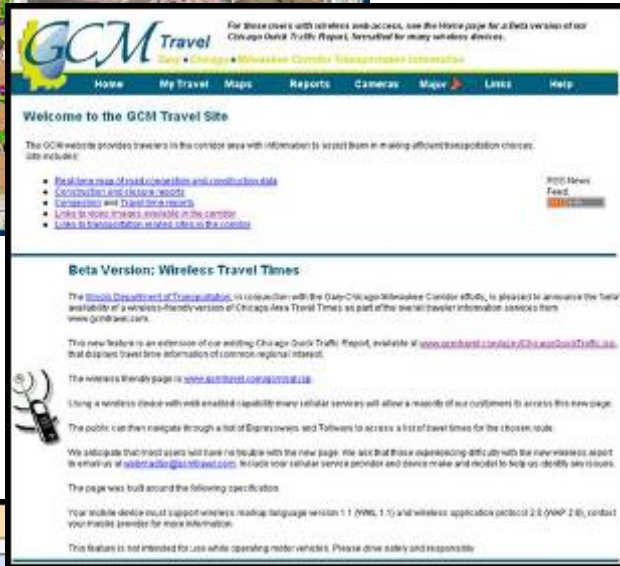 GCM Travel
For those users with wireless web access, see the Home page for a Beta version of our
Chicago Quick Traffic Report, formatted for many wireless devices.
Gary Chicago Milwaukee Corridor Transportation Information
Home My Travel Maps Reports Cameras Major Links Help
Welcome to the GCM Travel Site
The GCM website provides travelers in the corridor area with information to assist them in making efficient transportation choices.
Site includes:
Real-time map of road congestion and construction data
Construction and closure reports
Congestion and Travel time reports
Links to video images available in the corridor
Links to transportation related sites in the corridor
RSS News
Feed:
Beta Version: Wireless Travel Times
The Illinois Department of Transportation, in conjunction with the Gary-Chicago-Milwaukee Corridor efforts, is pleased to announce the "beta"
availability of a wireless-friendly version of Chicago Area Travel Times as part of the overall traveler information services from
www.gcmtravel.com.
This new feature is an extension of our existing Chicago Quick Traffic Report, available at
that displays travel time information of common regional interest.
The wireless friendly page is
Using a wireless device with web enabled capability many cellular services will allow a majority of our customers to access this new page.
The public can then navigate through a list of Expressways and Tollways to access a list of travel times for the chosen route.
We anticipate that most users will have no trouble with the new page. We ask that those experiencing difficulty with the new wireless report
to email us at webmaster@gcmtravel.com. Include your cellular service provider and device make and model to help us identify any issues.
The page was built around the following specification.
Your mobile device must support wireless markup language version 1.1 (WML 1.1) and wireless application protocol 2.0 (WAP 2.0), contact
your mobile provider for more information.
This feature is not intended for use while operating motor vehicles. Please drive safely and responsibly